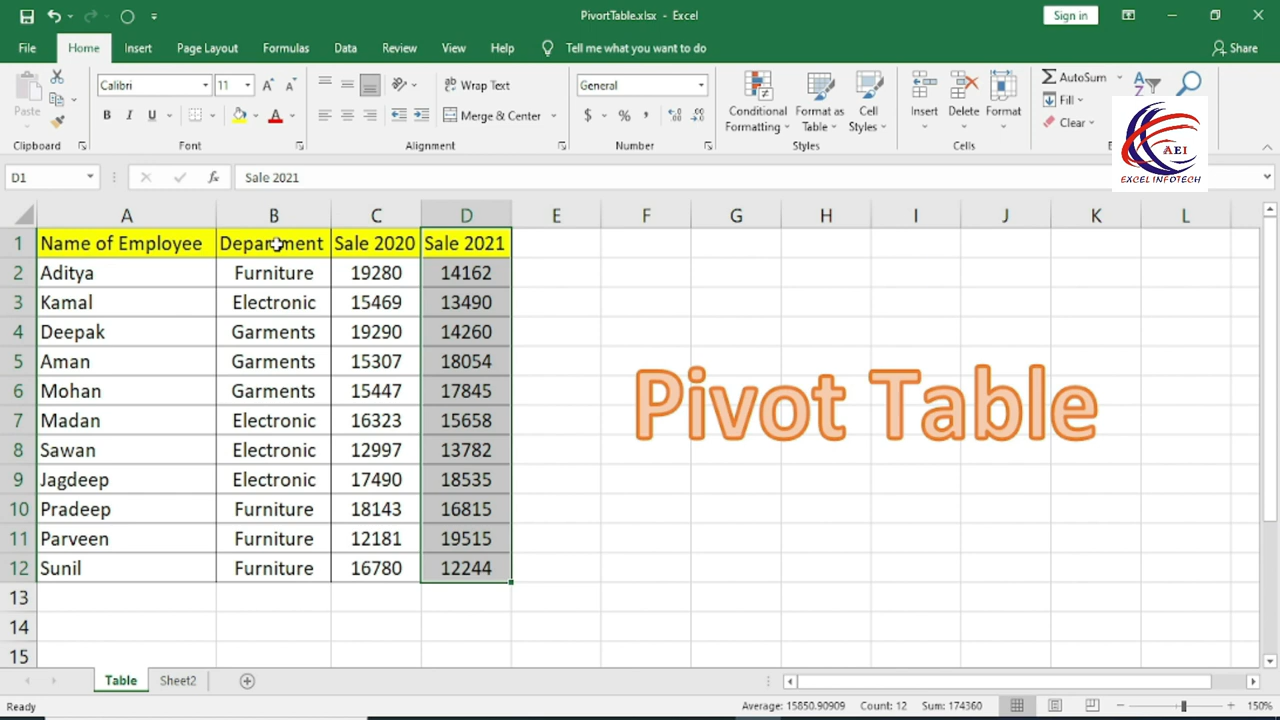 PivortTable.xlsx - Excel
Sign in
File Home Insert Page Layout Formulas Data Review View Help Tell me what you want to do Share
Paste
Clipboard
Calibri 11
B I U A
Font
Wrap Text
Merge & Center
Alignment
General
$ % ,
Number
Conditional Formatting
Format as Table
Cell Styles
Styles
Insert Delete Format
Cells
AutoSum
Fill
Clear
AEI
EXCEL INFOTECH
D1 fx Sale 2021
A B C D E F G H I J K L
1 Name of Employee Department Sale 2020 Sale 2021
2 Aditya Furniture 19280 14162
3 Kamal Electronic 15469 13490
4 Deepak Garments 19290 14260
5 Aman Garments 15307 18054
6 Mohan Garments 15447 17845
7 Madan Electronic 16323 15658
8 Sawan Electronic 12997 13782
9 Jagdeep Electronic 17490 18535
10 Pradeep Furniture 18143 16815
11 Parveen Furniture 12181 19515
12 Sunil Furniture 16780 12244
13
14
15
Pivot Table
Table Sheet2
Ready Average: 15850.90909 Count: 12 Sum: 174360 150%